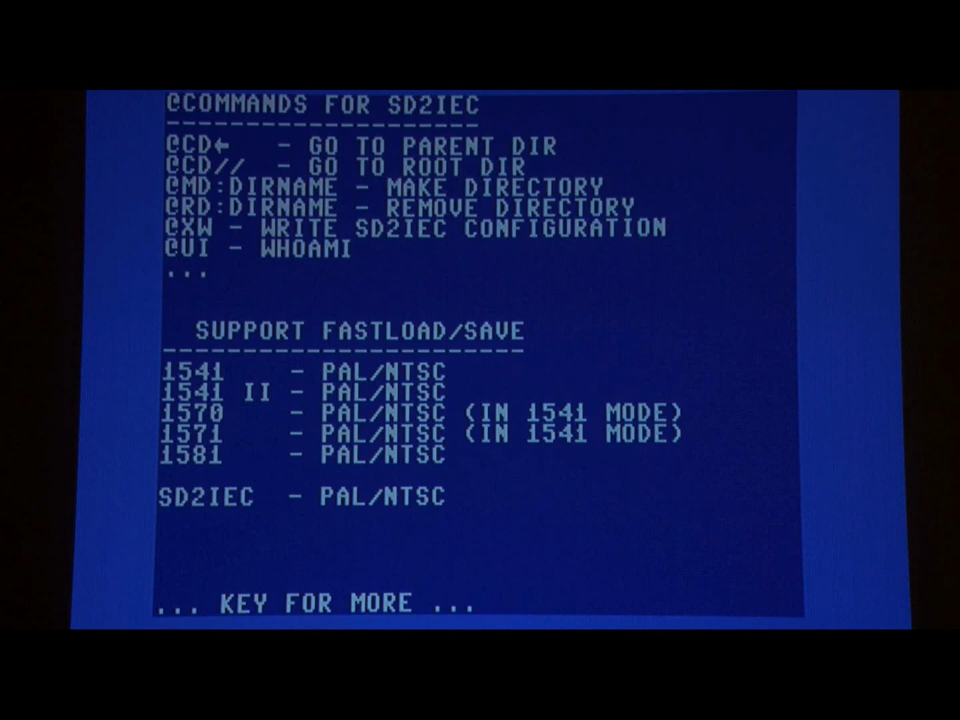 @COMMANDS FOR SD2IEC
--------------------
@CD← - GO TO PARENT DIR
@CD// - GO TO ROOT DIR
@MD:DIRNAME - MAKE DIRECTORY
@RD:DIRNAME - REMOVE DIRECTORY
@XW - WRITE SD2IEC CONFIGURATION
@UI - WHOAMI
...
SUPPORT FASTLOAD/SAVE
-----------------------
1541 - PAL/NTSC
1541 II - PAL/NTSC
1570 - PAL/NTSC (IN 1541 MODE)
1571 - PAL/NTSC (IN 1541 MODE)
1581 - PAL/NTSC
SD2IEC - PAL/NTSC
... KEY FOR MORE ...